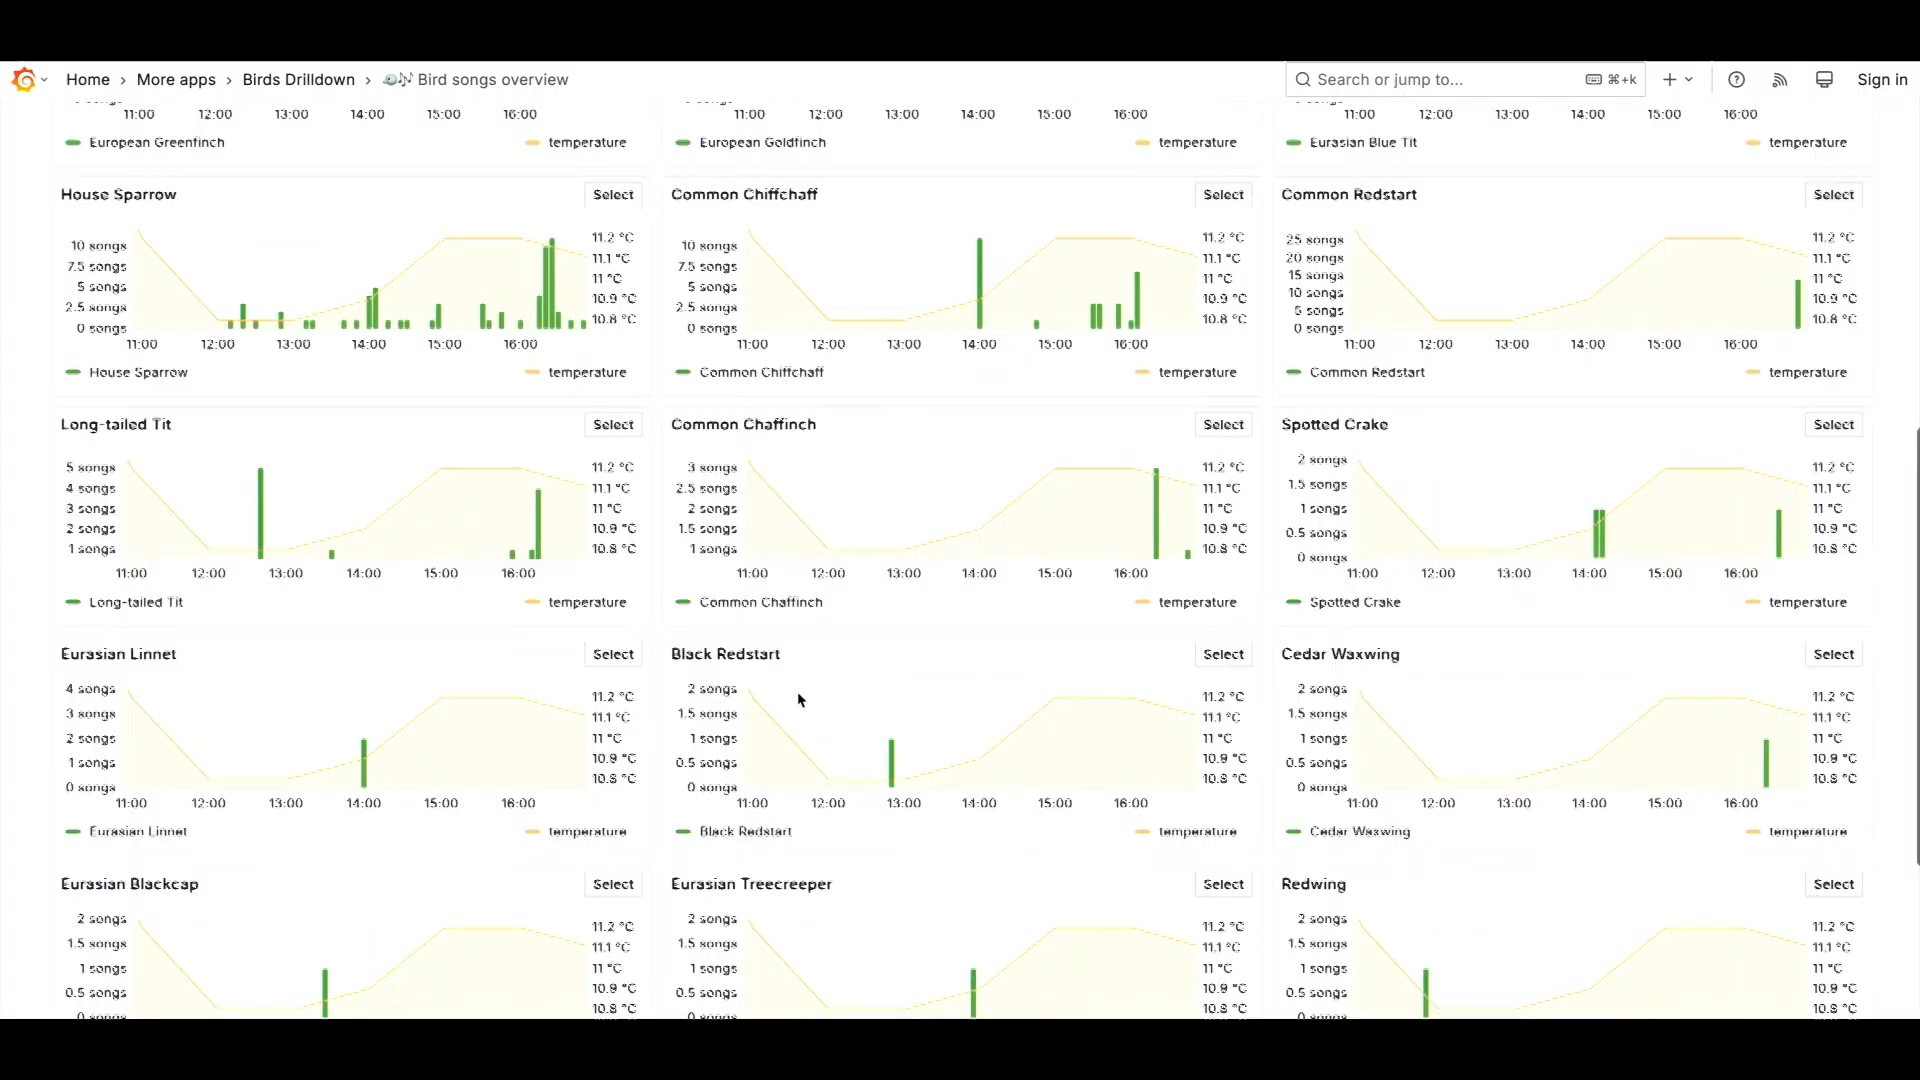 Home › More apps › Birds Drilldown › Bird songs overview Search or jump to... ⌘+k Sign in
11:00 12:00 13:00 14:00 15:00 16:00 11:00 12:00 13:00 14:00 15:00 16:00 11:00 12:00 13:00 14:00 15:00 16:00
European Greenfinch temperature European Goldfinch temperature Eurasian Blue Tit temperature
House Sparrow Select Common Chiffchaff Select Common Redstart Select
10 songs 11.2 °C 10 songs 11.2 °C 25 songs 11.2 °C
7.5 songs 11.1 °C 7.5 songs 11.1 °C 20 songs 11.1 °C
5 songs 11 °C 5 songs 11 °C 15 songs 11 °C
2.5 songs 10.9 °C 2.5 songs 10.9 °C 10 songs 10.9 °C
5 songs
0 songs 10.8 °C 0 songs 10.8 °C 0 songs 10.8 °C
11:00 12:00 13:00 14:00 15:00 16:00 11:00 12:00 13:00 14:00 15:00 16:00 11:00 12:00 13:00 14:00 15:00 16:00
House Sparrow temperature Common Chiffchaff temperature Common Redstart temperature
Long-tailed Tit Select Common Chaffinch Select Spotted Crake Select
5 songs 11.2 °C 3 songs 11.2 °C 2 songs 11.2 °C
4 songs 11.1 °C 2.5 songs 11.1 °C 1.5 songs 11.1 °C
3 songs 11 °C 2 songs 11 °C 1 songs 11 °C
2 songs 10.9 °C 1.5 songs 10.9 °C 0.5 songs 10.9 °C
1 songs 10.8 °C 1 songs 10.8 °C 0 songs 10.8 °C
11:00 12:00 13:00 14:00 15:00 16:00 11:00 12:00 13:00 14:00 15:00 16:00 11:00 12:00 13:00 14:00 15:00 16:00
Long-tailed Tit temperature Common Chaffinch temperature Spotted Crake temperature
Eurasian Linnet Select Black Redstart Select Cedar Waxwing Select
4 songs 11.2 °C 2 songs 11.2 °C 2 songs 11.2 °C
3 songs 11.1 °C 1.5 songs 11.1 °C 1.5 songs 11.1 °C
2 songs 11 °C 1 songs 11 °C 1 songs 11 °C
1 songs 10.9 °C 0.5 songs 10.9 °C 0.5 songs 10.9 °C
0 songs 10.8 °C 0 songs 10.8 °C 0 songs 10.8 °C
11:00 12:00 13:00 14:00 15:00 16:00 11:00 12:00 13:00 14:00 15:00 16:00 11:00 12:00 13:00 14:00 15:00 16:00
Eurasian Linnet temperature Black Redstart temperature Cedar Waxwing temperature
Eurasian Blackcap Select Eurasian Treecreeper Select Redwing Select
2 songs 11.2 °C 2 songs 11.2 °C 2 songs 11.2 °C
1.5 songs 11.1 °C 1.5 songs 11.1 °C 1.5 songs 11.1 °C
1 songs 11 °C 1 songs 11 °C 1 songs 11 °C
0.5 songs 10.9 °C 0.5 songs 10.9 °C 0.5 songs 10.9 °C
0 songs 10.8 °C 0 songs 10.8 °C 0 songs 10.8 °C